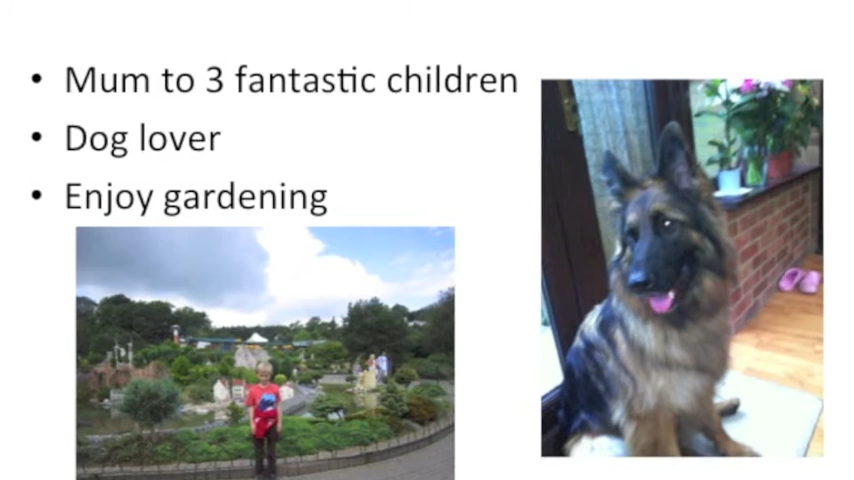 • Mum to 3 fantastic children
• Dog lover
• Enjoy gardening